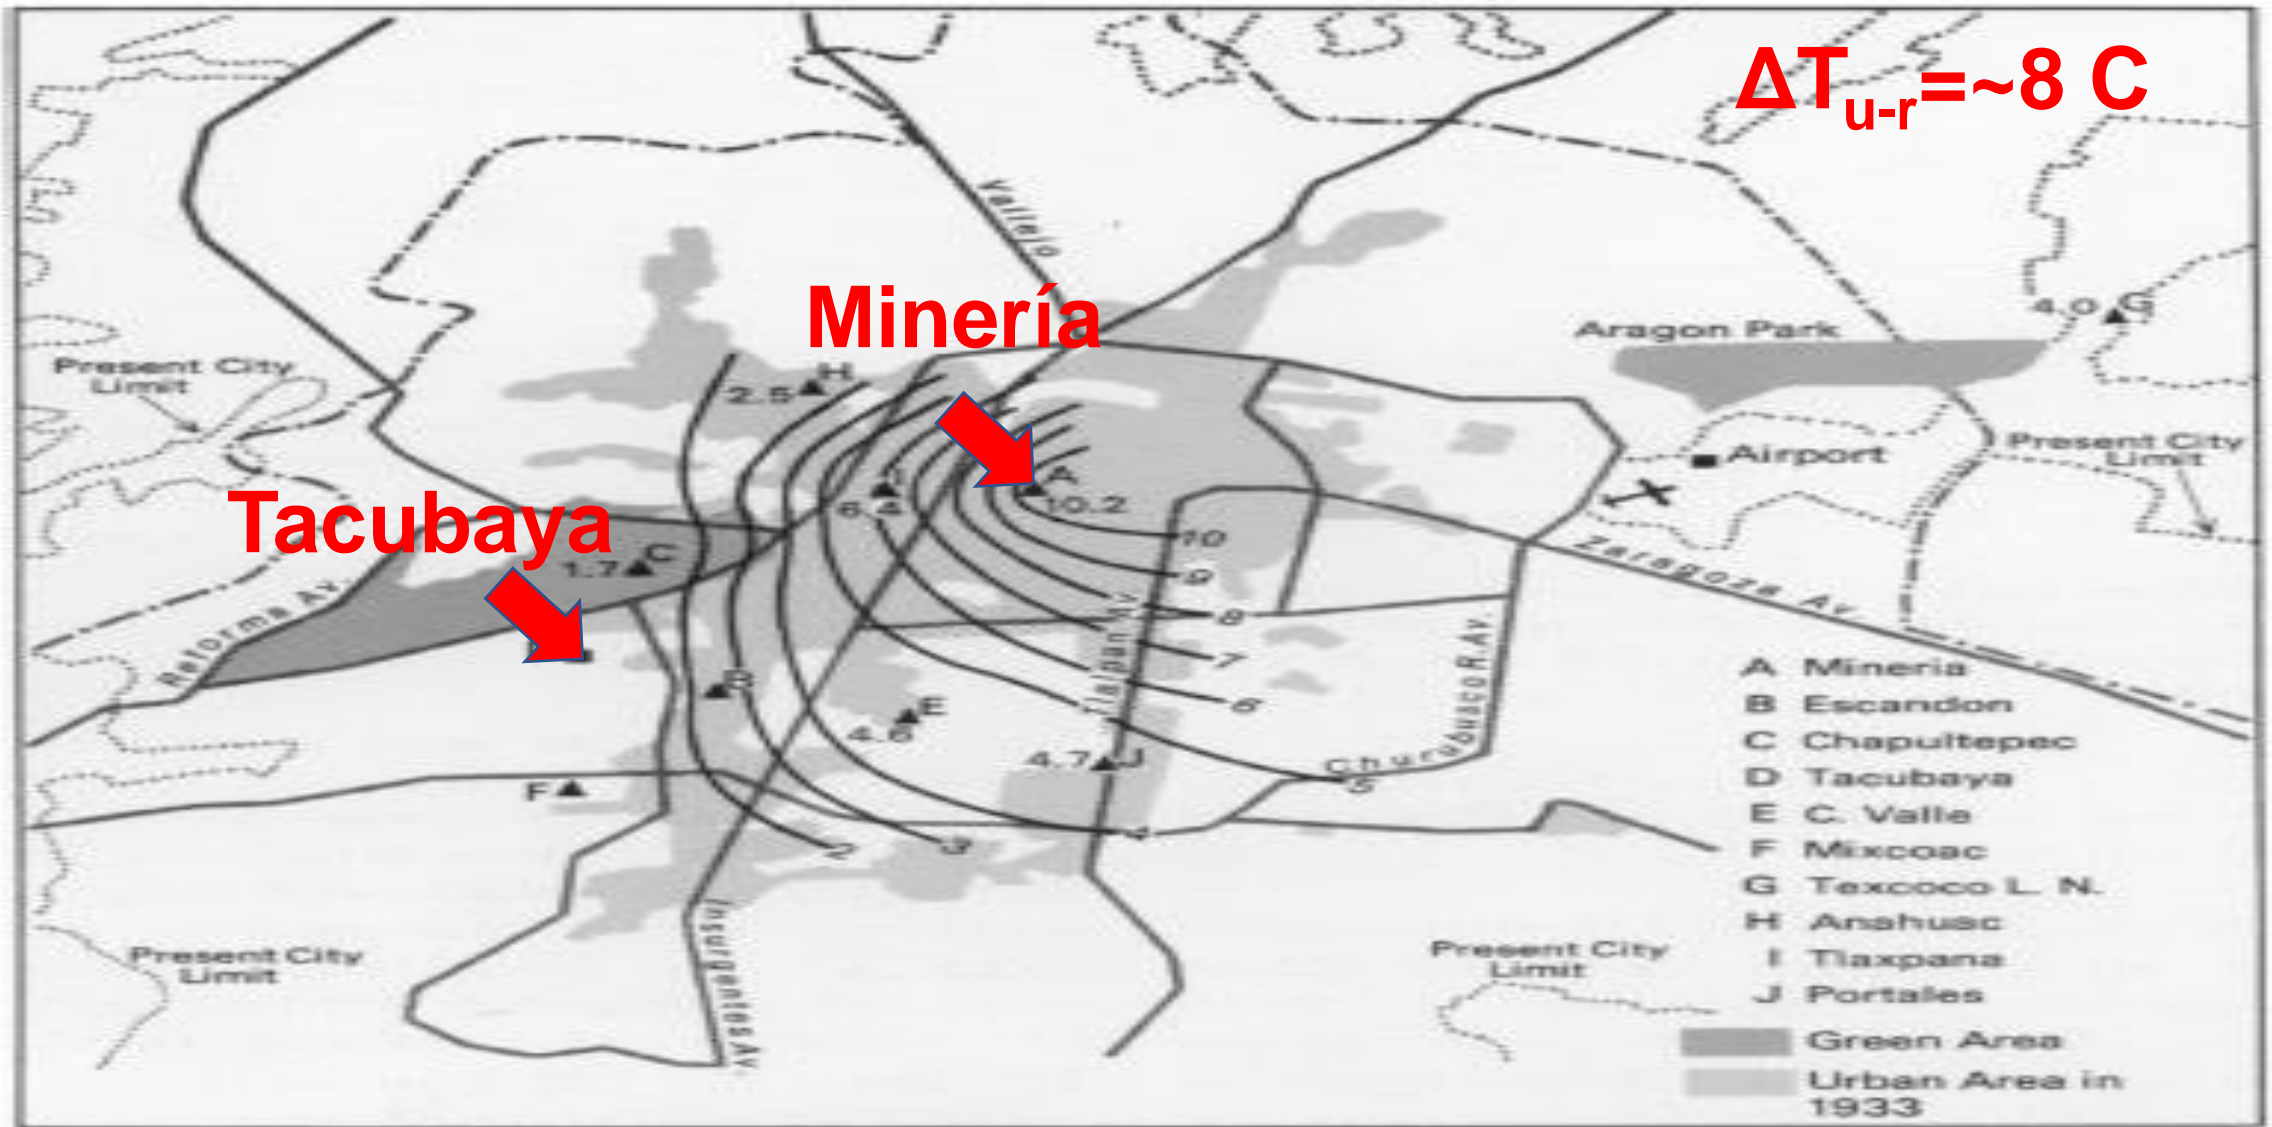 ΔTu-r=~8 C
Vallejo
Minería
4.0 G
Aragon Park
Present City
Limit
H
2.5
Present City
Limit
Airport
A
10.2
6.4
Tacubaya
C
1.7
10
9
8
7
6
5
4
3
2
Zaragoza Av.
Reforma Av.
Tlalpan Av.
Churubusco R. Av.
B
E
4.6
4.7 J
F
Insurgentes Av.
Present City
Limit
Present City
Limit
A Mineria
B Escandon
C Chapultepec
D Tacubaya
E C. Valle
F Mixcoac
G Texcoco L. N.
H Anahuac
I Tlaxpana
J Portales
Green Area
Urban Area in
1933